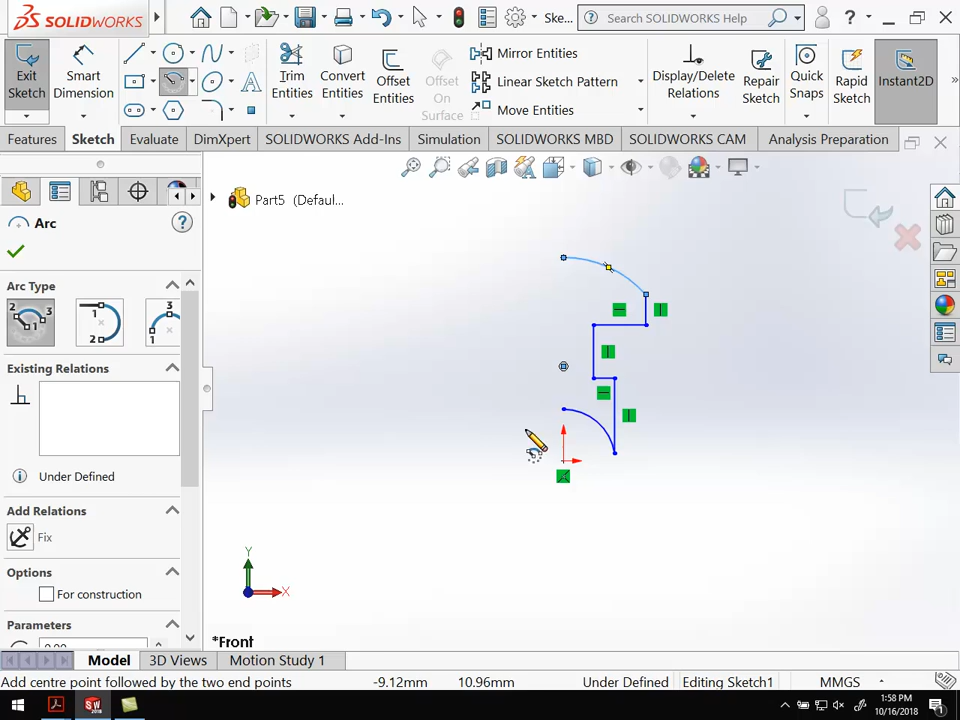 SOLIDWORKS
Ske...
Search SOLIDWORKS Help
Exit
Sketch
Smart
Dimension
Trim
Entities
Convert
Entities
Offset
Entities
Offset
On
Surface
Mirror Entities
Linear Sketch Pattern
Move Entities
Display/Delete
Relations
Repair
Sketch
Quick
Snaps
Rapid
Sketch
Instant2D
Features
Sketch
Evaluate
DimXpert
SOLIDWORKS Add-Ins
Simulation
SOLIDWORKS MBD
SOLIDWORKS CAM
Analysis Preparation
Part5 (Defaul...
Arc
Arc Type
Existing Relations
Under Defined
Add Relations
Fix
Options
For construction
Parameters
Y
X
*Front
Model
3D Views
Motion Study 1
Add centre point followed by the two end points
-9.12mm
10.96mm
Under Defined
Editing Sketch1
MMGS
1:58 PM
10/16/2018